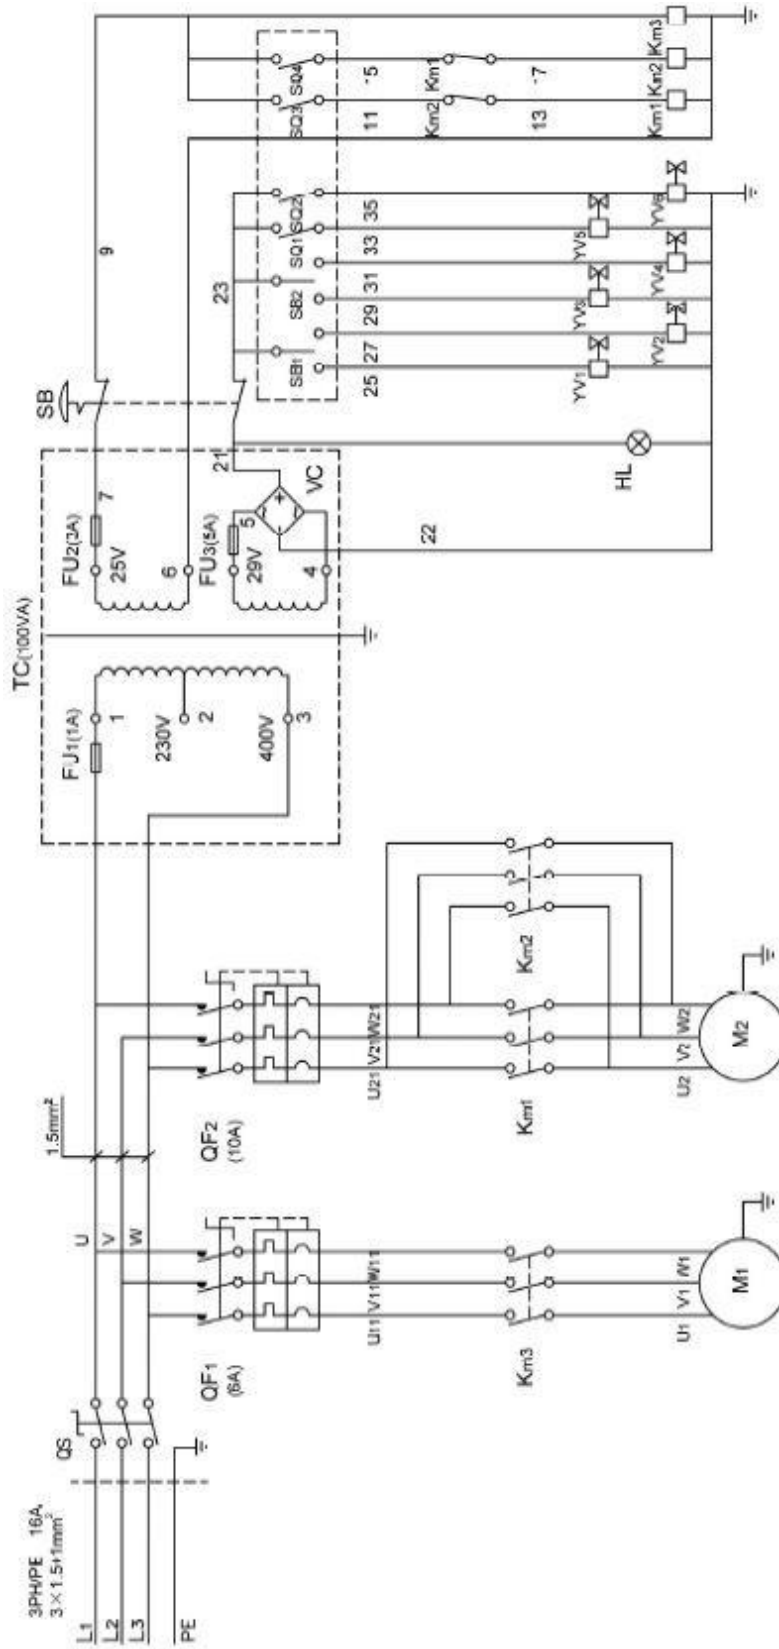 3PH/PE 16A,
3×1.5+1mm²
L1
L2
L3
PE
QS
U
V
W
1.5mm²
QF1
(6A)
QF2
(10A)
U11 V11 W11
U21 V21 W21
Km3
Km1
Km2
U1 V1 W1
U2 V2 W2
M1
M2
TC(100VA)
FU1(1A)
1
230V
2
400V
3
FU2(3A)
25V
7
6
FU3(5A)
29V
5
4
VC
SB
9
21
23
22
HL
SB1
SB2
SQ1
SQ2
SQ3
SQ4
25
27
29
31
33
35
11
Km2
Km1
13
YV1
YV2
YV3
YV4
YV5
YV6
Km1
Km2
Km3